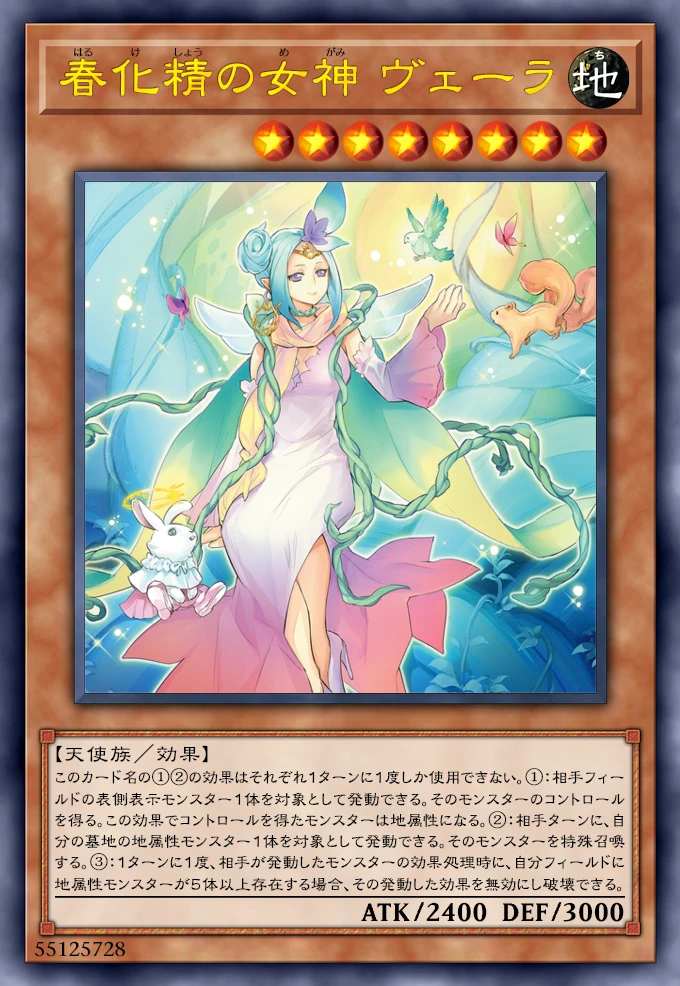 はるけしょうめがみ
春化精の女神 ヴェーラ
ち
地
【天使族／効果】
このカード名の①②の効果はそれぞれ1ターンに1度しか使用できない。①：相手フィー
ルドの表側表示モンスター1体を対象として発動できる。そのモンスターのコントロール
を得る。この効果でコントロールを得たモンスターは地属性になる。②：相手ターンに、自
分の墓地の地属性モンスター1体を対象として発動できる。そのモンスターを特殊召喚
する。③：1ターンに1度、相手が発動したモンスターの効果処理時に、自分フィールドに
地属性モンスターが5体以上存在する場合、その発動した効果を無効にし破壊できる。
ATK/2400 DEF/3000
55125728